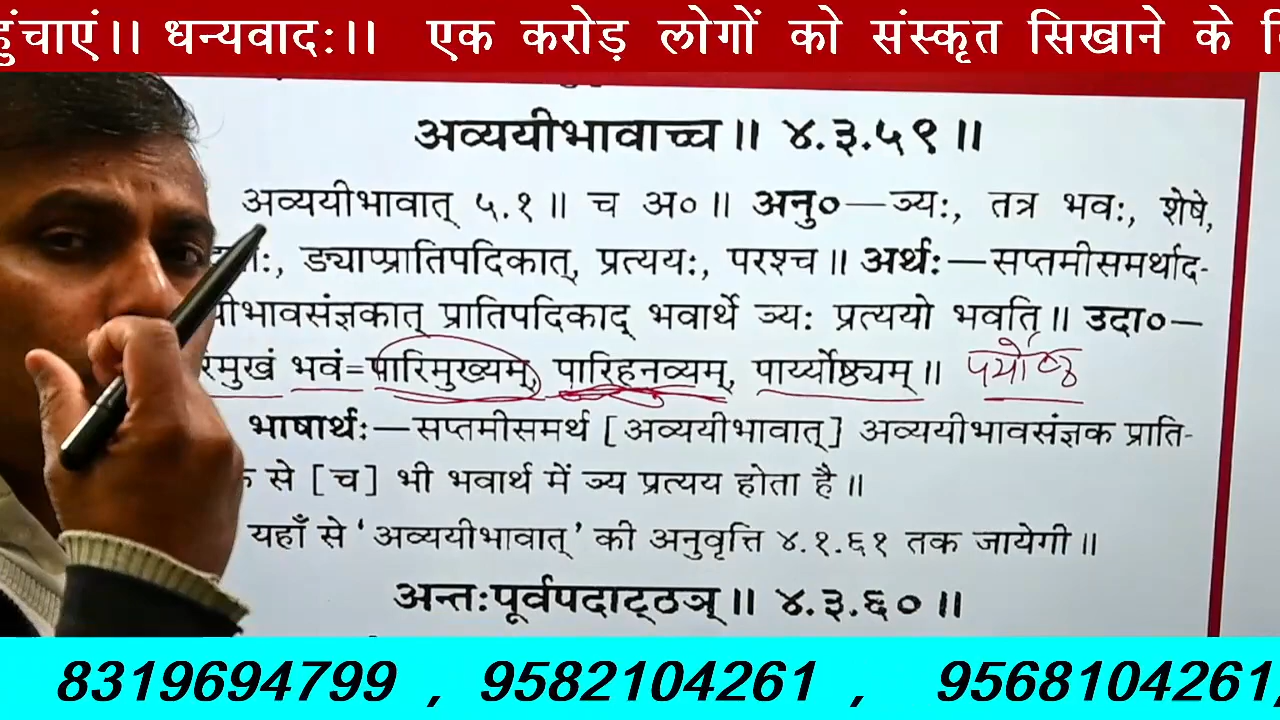 हुंचाएं।। धन्यवादः।। एक करोड़ लोगों को संस्कृत सिखाने के
अव्ययीभावाच्च॥ ४.३.५९॥
अव्ययीभावात् ५.१॥ च अ०॥ अनु०—ञ्यः, तत्र भवः, शेषे,
ङ्याप्प्रातिपदिकात्, प्रत्ययः, परश्च॥ अर्थः—सप्तमीसमर्थाद-
यीभावसंज्ञकात् प्रातिपदिकाद् भवार्थे ञ्यः प्रत्ययो भवति॥ उदा०—
रिमुखं भवं=पारिमुख्यम्, पारिहनव्यम्, पार्य्योष्ठ्यम्॥
भाषार्थः—सप्तमीसमर्थ [अव्ययीभावात्] अव्ययीभावसंज्ञक प्राति-
क से [च] भी भवार्थ में ञ्य प्रत्यय होता है॥
यहाँ से 'अव्ययीभावात्' की अनुवृत्ति ४.१.६१ तक जायेगी॥
अन्तःपूर्वपदाट्ठञ्॥ ४.३.६०॥
8319694799 , 9582104261 , 9568104261,